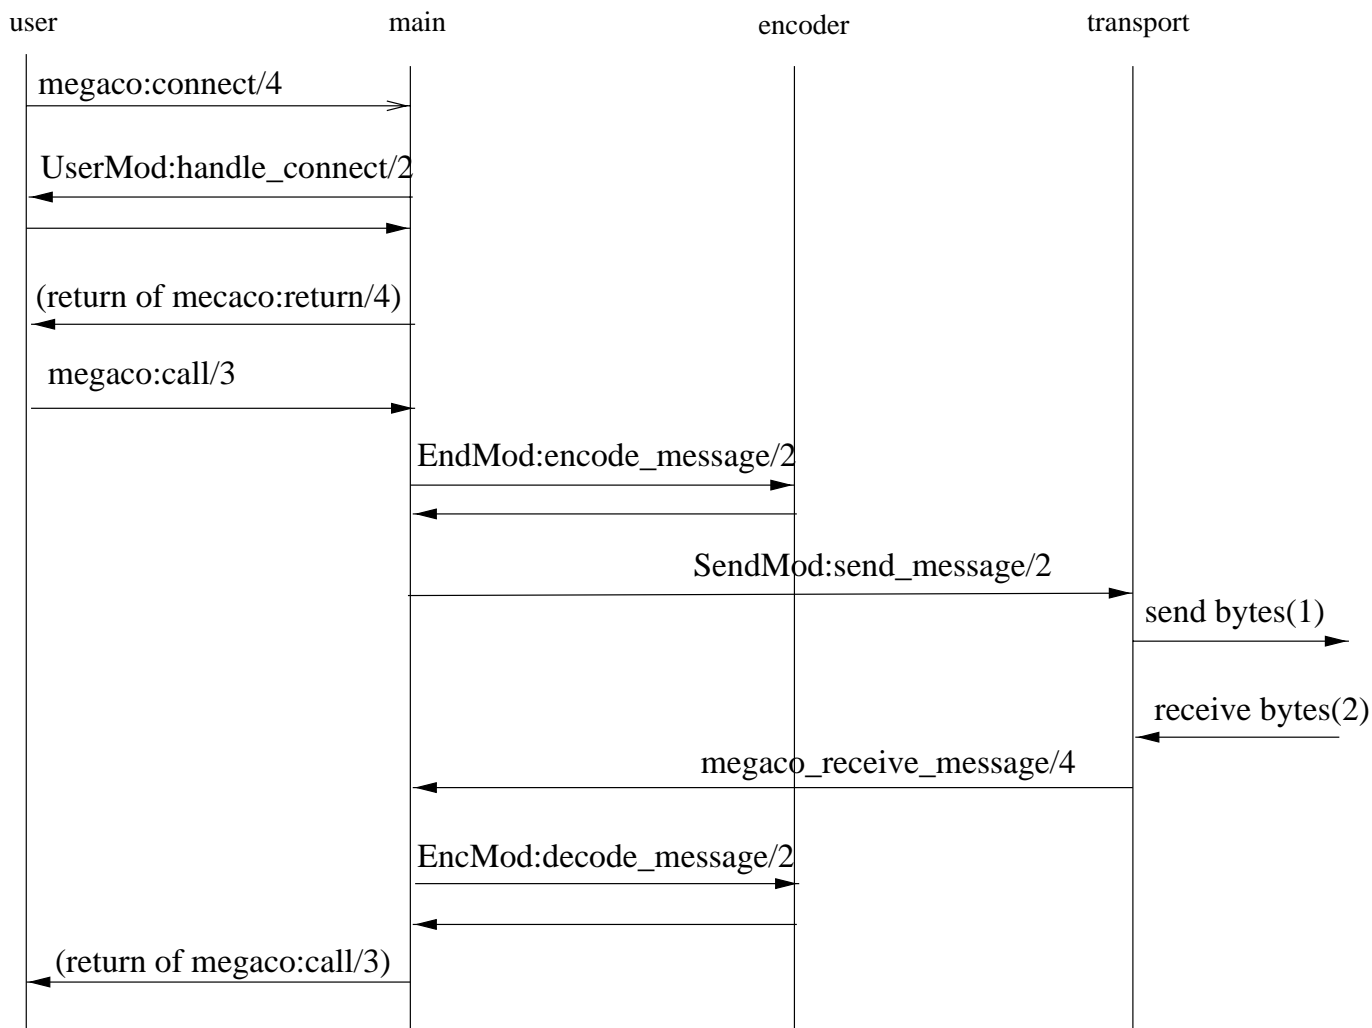 user
main
encoder
transport
megaco:connect/4
UserMod:handle_connect/2
(return of mecaco:return/4)
megaco:call/3
EndMod:encode_message/2
SendMod:send_message/2
send bytes(1)
receive bytes(2)
megaco_receive_message/4
EncMod:decode_message/2
(return of megaco:call/3)